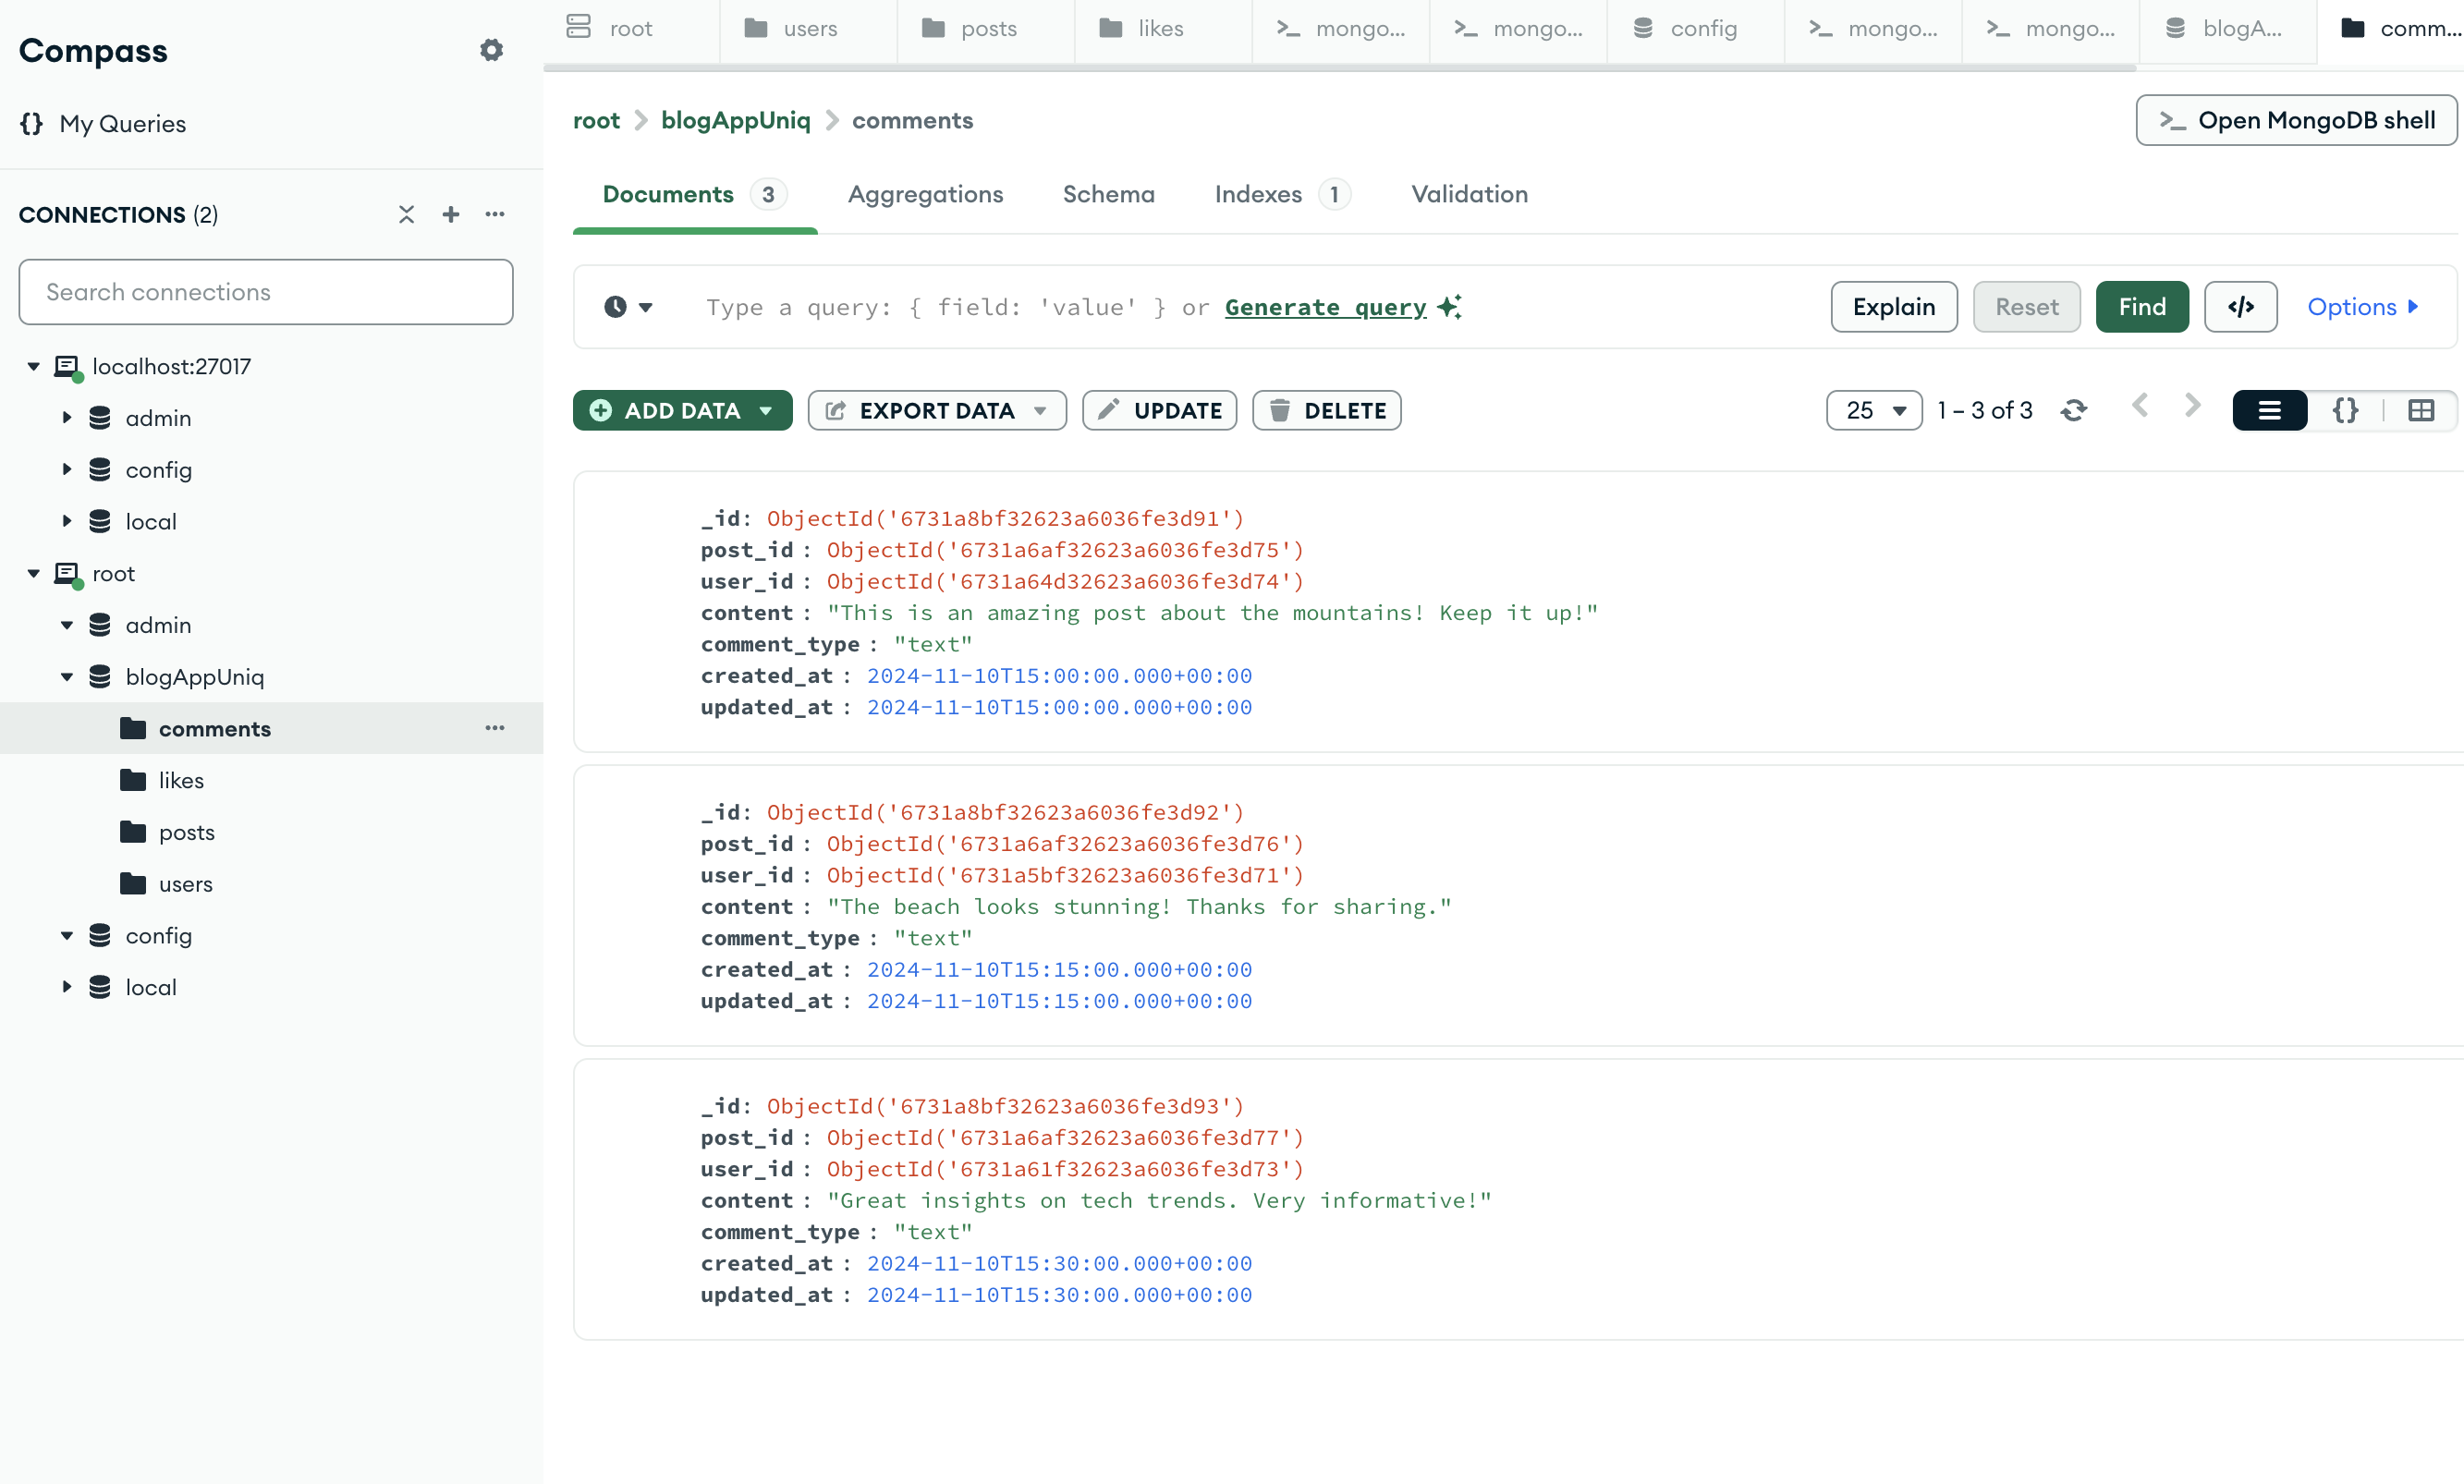 Compass
My Queries
CONNECTIONS (2)
Search connections
localhost:27017
admin
config
local
root
admin
blogAppUniq
comments
likes
posts
users
config
local
root
users
posts
likes
mongo...
mongo...
config
mongo...
mongo...
blogA...
comm...
root > blogAppUniq > comments
>_ Open MongoDB shell
Documents 3
Aggregations
Schema
Indexes 1
Validation
Type a query: { field: 'value' } or Generate query
Explain
Reset
Find
</>
Options
ADD DATA
EXPORT DATA
UPDATE
DELETE
25
1 – 3 of 3
_id: ObjectId('6731a8bf32623a6036fe3d91')
post_id : ObjectId('6731a6af32623a6036fe3d75')
user_id : ObjectId('6731a64d32623a6036fe3d74')
content : "This is an amazing post about the mountains! Keep it up!"
comment_type : "text"
created_at : 2024-11-10T15:00:00.000+00:00
updated_at : 2024-11-10T15:00:00.000+00:00
_id: ObjectId('6731a8bf32623a6036fe3d92')
post_id : ObjectId('6731a6af32623a6036fe3d76')
user_id : ObjectId('6731a5bf32623a6036fe3d71')
content : "The beach looks stunning! Thanks for sharing."
comment_type : "text"
created_at : 2024-11-10T15:15:00.000+00:00
updated_at : 2024-11-10T15:15:00.000+00:00
_id: ObjectId('6731a8bf32623a6036fe3d93')
post_id : ObjectId('6731a6af32623a6036fe3d77')
user_id : ObjectId('6731a61f32623a6036fe3d73')
content : "Great insights on tech trends. Very informative!"
comment_type : "text"
created_at : 2024-11-10T15:30:00.000+00:00
updated_at : 2024-11-10T15:30:00.000+00:00